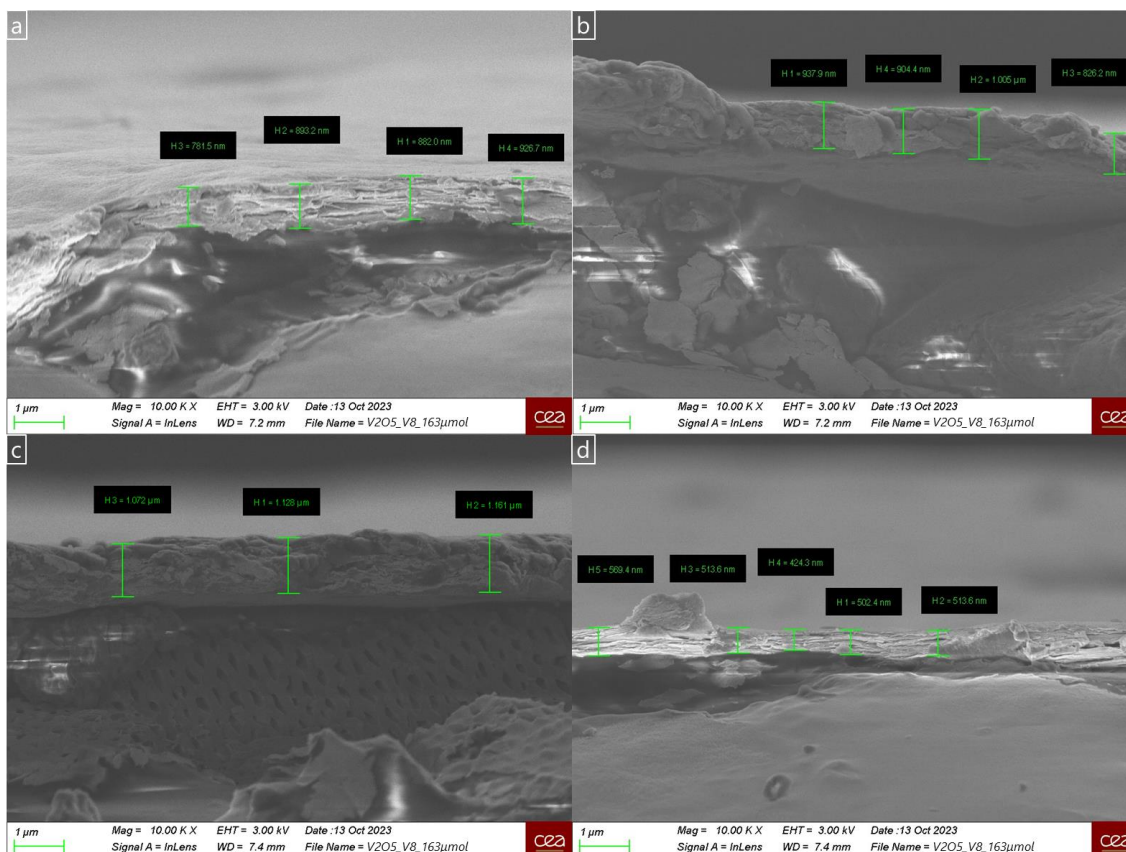 a
H 3 = 781.5 nm
H 2 = 893.2 nm
H 1 = 882.0 nm
H 4 = 926.7 nm
1 µm
Mag = 10.00 K X EHT = 3.00 kV Date :13 Oct 2023
Signal A = InLens WD = 7.2 mm File Name = V2O5_V8_163µmol
cea
b
H 1 = 937.9 nm
H 4 = 904.4 nm
H 2 = 1.005 µm
H 3 = 826.2 nm
1 µm
Mag = 10.00 K X EHT = 3.00 kV Date :13 Oct 2023
Signal A = InLens WD = 7.2 mm File Name = V2O5_V8_163µmol
cea
c
H 3 = 1.072 µm
H 1 = 1.128 µm
H 2 = 1.161 µm
1 µm
Mag = 10.00 K X EHT = 3.00 kV Date :13 Oct 2023
Signal A = InLens WD = 7.4 mm File Name = V2O5_V8_163µmol
cea
d
H 5 = 569.4 nm
H 3 = 513.6 nm
H 4 = 424.3 nm
H 1 = 502.4 nm
H 2 = 513.6 nm
1 µm
Mag = 10.00 K X EHT = 3.00 kV Date :13 Oct 2023
Signal A = InLens WD = 7.4 mm File Name = V2O5_V8_163µmol
cea